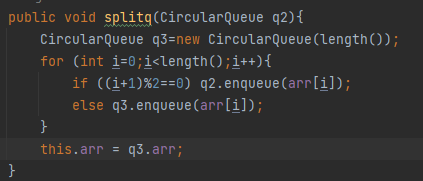 public void splitq(CircularQueue q2){
    CircularQueue q3=new CircularQueue(length());
    for (int i=0;i<length();i++){
        if ((i+1)%2==0) q2.enqueue(arr[i]);
        else q3.enqueue(arr[i]);
    }
    this.arr = q3.arr;
}